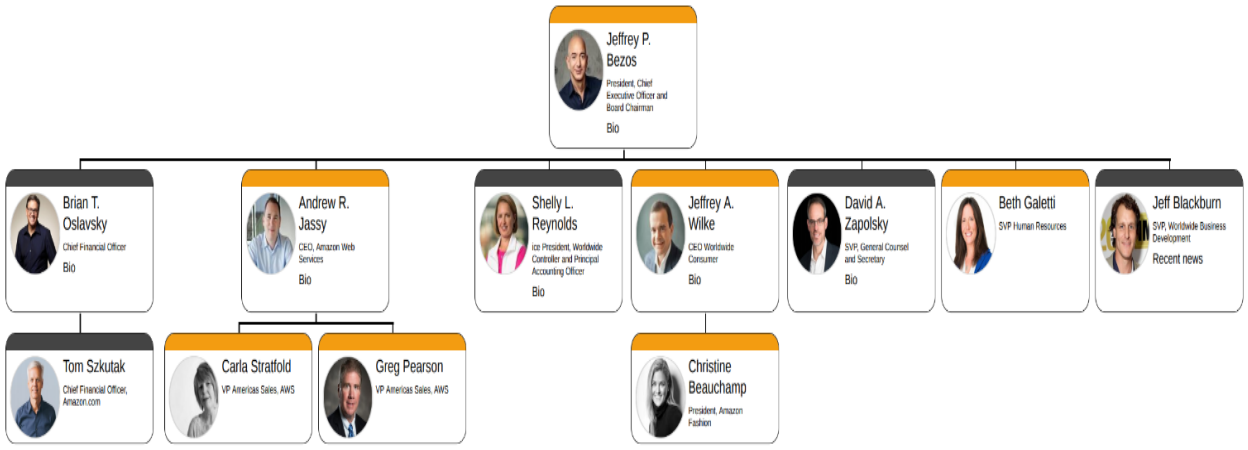 Jeffrey P.
Bezos
President, Chief
Executive Officer and
Board Chairman
Bio
Brian T.
Oslavsky
Chief Financial Officer
Bio
Andrew R.
Jassy
CEO, Amazon Web
Services
Bio
Shelly L.
Reynolds
ice President, Worldwide
Controller and Principal
Accounting Officer
Bio
Jeffrey A.
Wilke
CEO Worldwide
Consumer
Bio
David A.
Zapolsky
SVP, General Counsel
and Secretary
Bio
Beth Galetti
SVP Human Resources
Jeff Blackburn
SVP, Worldwide Business
Development
Recent news
Tom Szkutak
Chief Financial Officer,
Amazon.com
Carla Stratfold
VP Americas Sales, AWS
Greg Pearson
VP Americas Sales, AWS
Christine
Beauchamp
President, Amazon
Fashion